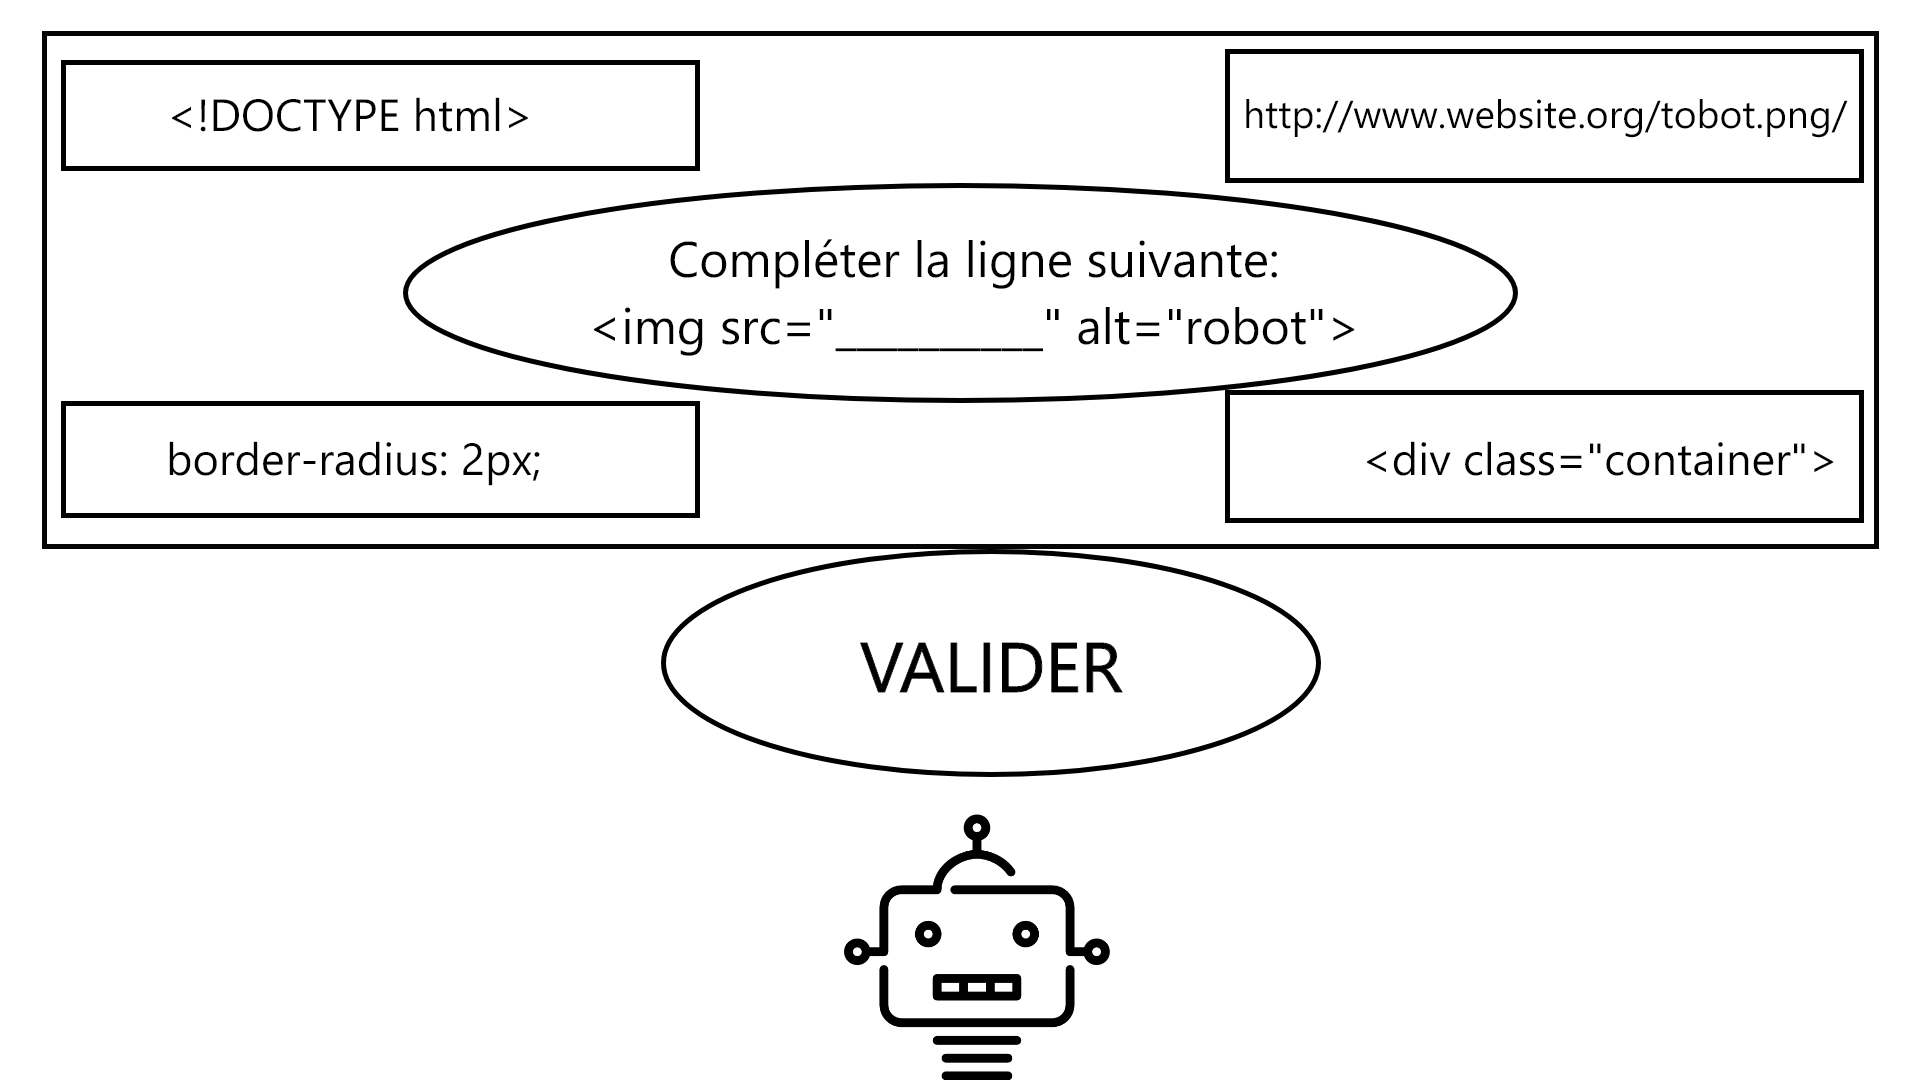 <!DOCTYPE html>
http://www.website.org/tobot.png/
Compléter la ligne suivante:
<img src="__________" alt="robot">
border-radius: 2px;
<div class="container">
VALIDER